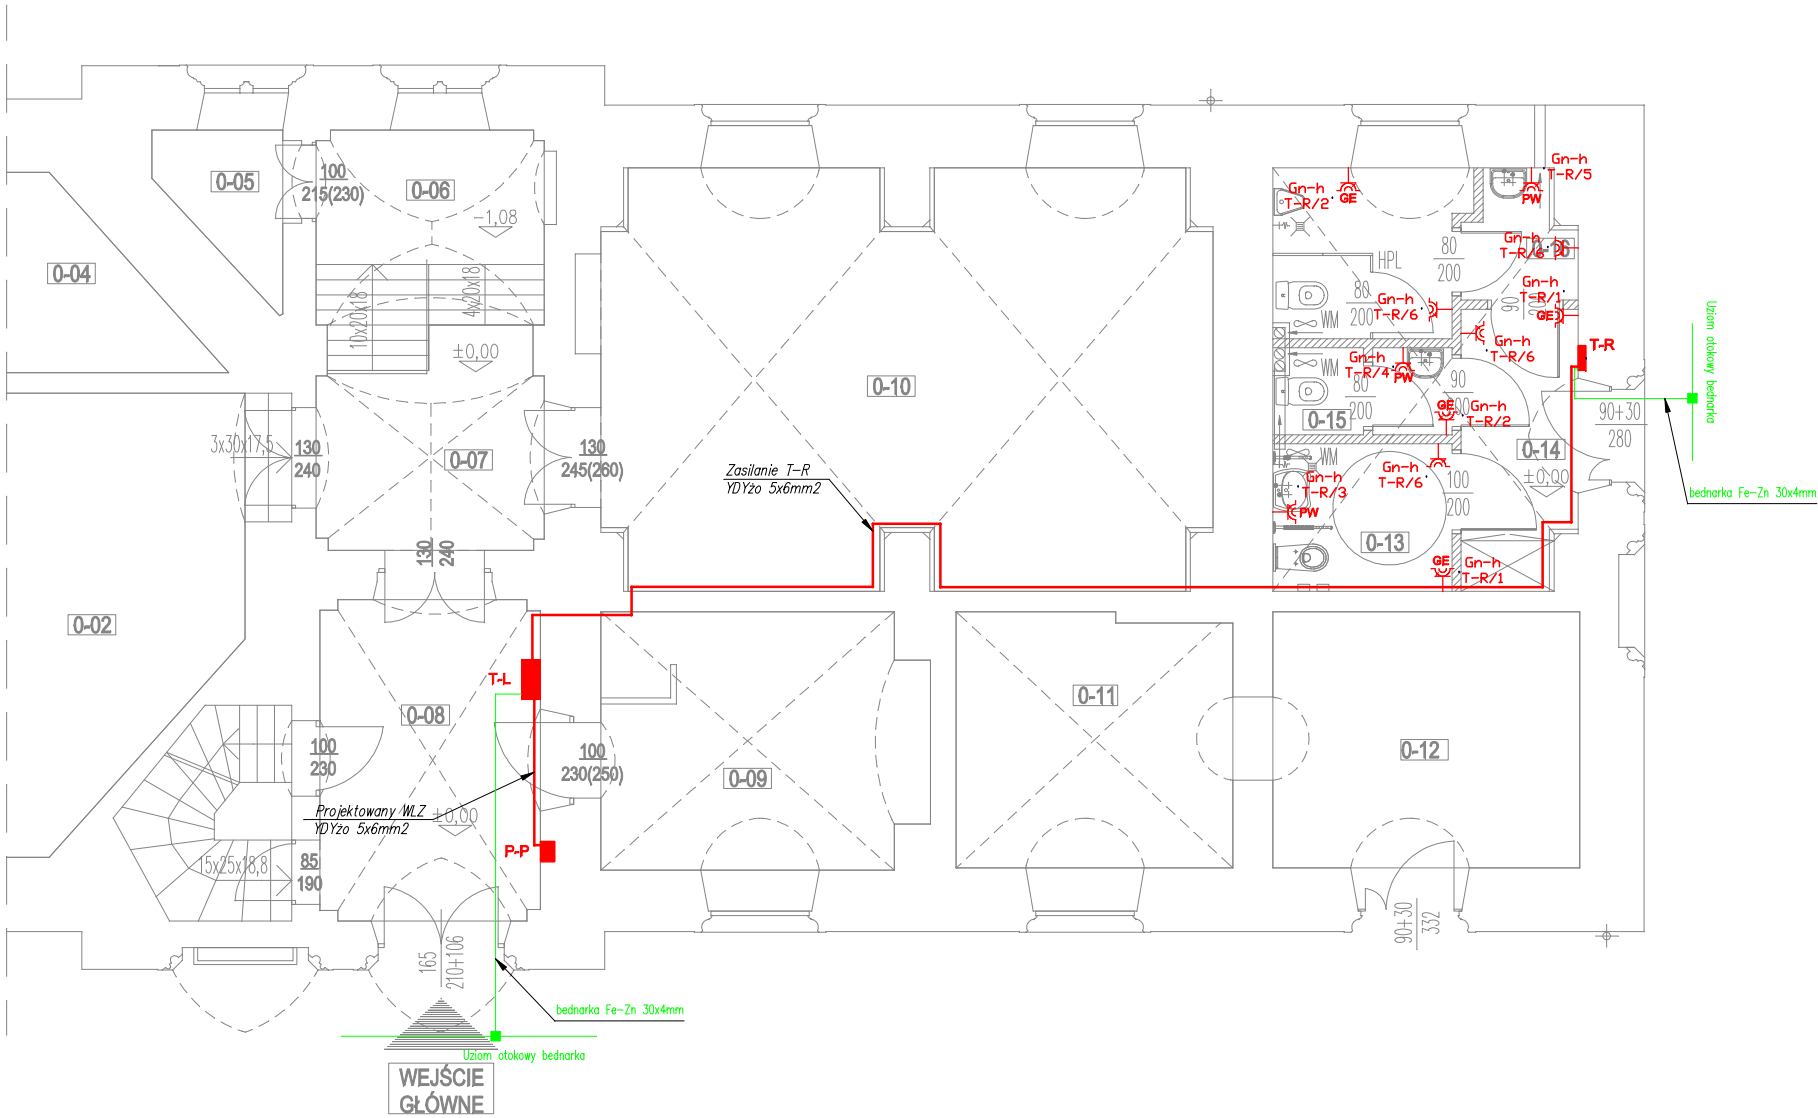 0-05
100
215(230)
0-06
-1,08
0-04
10x20x18
4x20x18
±0,00
3x30x17,5
130
240
0-07
130
245(260)
130
240
0-02
0-10
Zasilanie T-R
YDYżo 5x6mm2
Gn-h
T-R/5
PW
Gn-h
T-R/2
GE
Gn-h
T-R/6
0-16
80
200
HPL
80
200
WM
Gn-h
T-R/6
90
Gn-h
T-R/1
GE
Gn-h
T-R/6
T-R
Gn-h
T-R/4
PW
WM
80
200
0-15
90
GE
Gn-h
T-R/2
WM
Gn-h
T-R/3
PW
Gn-h
T-R/6
100
200
0-14
±0,00
90+30
280
0-13
GE
Gn-h
T-R/1
Uziom otokowy bednarka
bednarka Fe-Zn 30x4mm
T-L
0-08
100
230
100
230(250)
0-09
0-11
0-12
Projektowany WLZ
YDYżo 5x6mm2
±0,00
P-P
15x25x18,8
85
190
165
210+106
90+30
332
bednarka Fe-Zn 30x4mm
Uziom otokowy bednarka
WEJŚCIE
GŁÓWNE